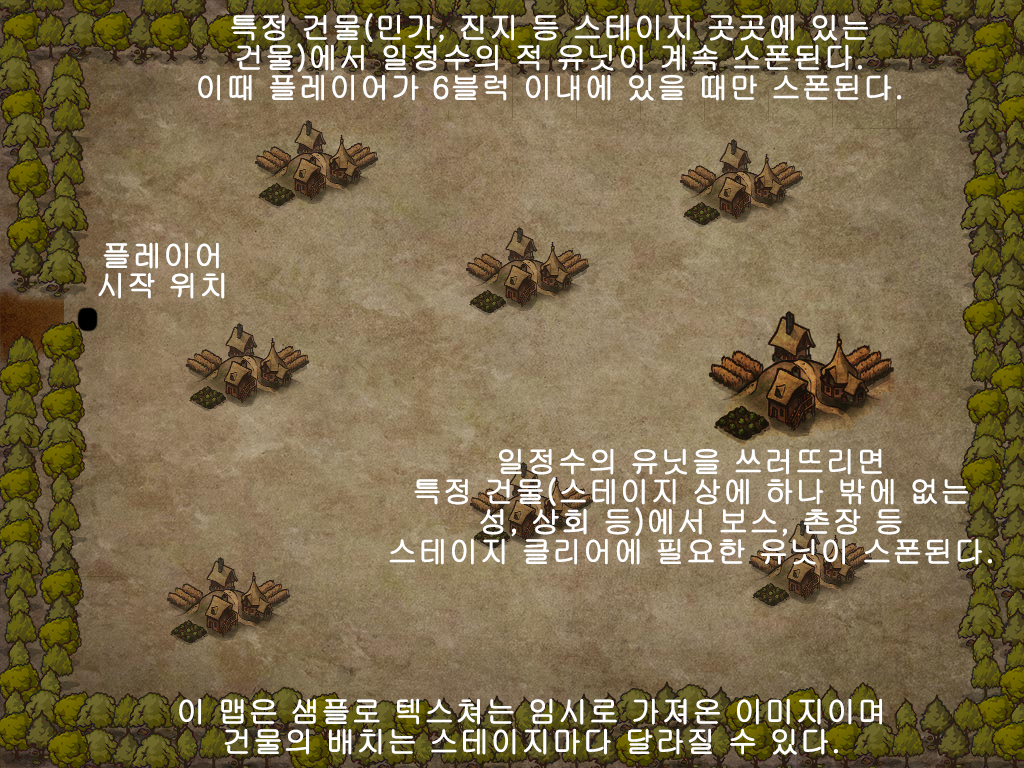 특정 건물(민가, 진지 등 스테이지 곳곳에 있는
건물)에서 일정수의 적 유닛이 계속 스폰된다.
이때 플레이어가 6블럭 이내에 있을 때만 스폰된다.
플레이어
시작 위치
일정수의 유닛을 쓰러뜨리면
특정 건물(스테이지 상에 하나 밖에 없는
성, 상회 등)에서 보스, 촌장 등
스테이지 클리어에 필요한 유닛이 스폰된다.
이 맵은 샘플로 텍스쳐는 임시로 가져온 이미지이며
건물의 배치는 스테이지마다 달라질 수 있다.